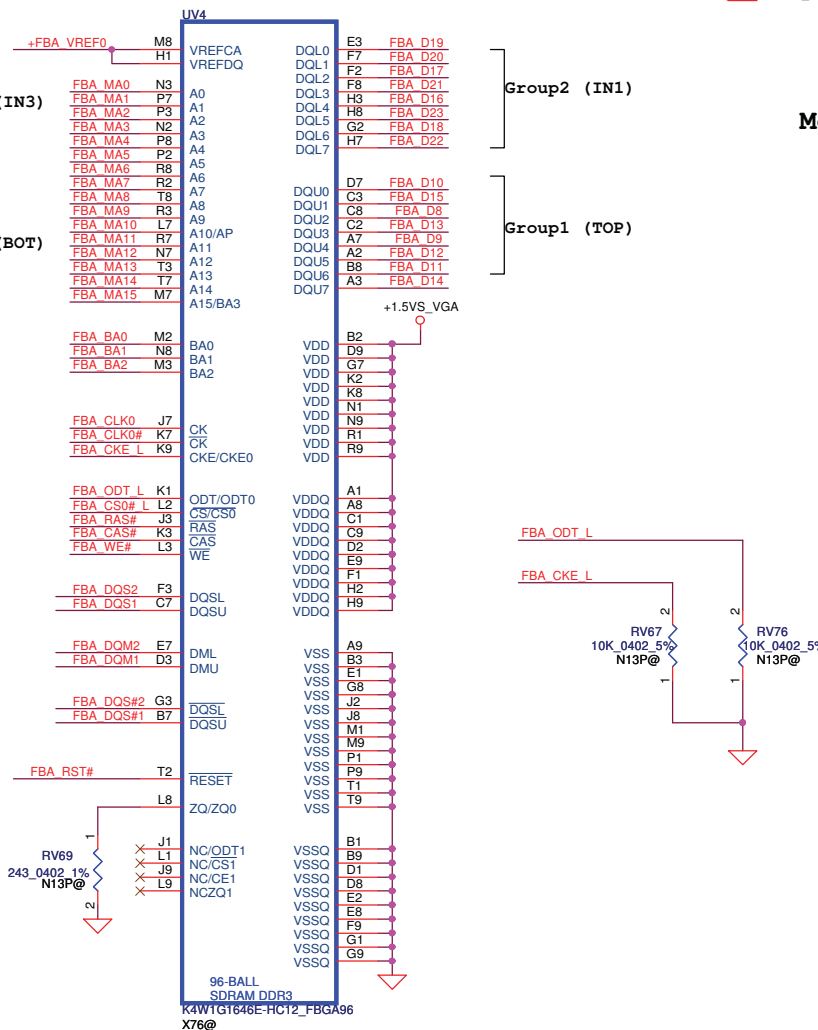 UV4
+FBA_VREF0 M8 VREFCA
H1 VREFDQ
(IN3)
FBA_MA0 N3 A0
FBA_MA1 P7 A1
FBA_MA2 P3 A2
FBA_MA3 N2 A3
FBA_MA4 P8 A4
FBA_MA5 P2 A5
FBA_MA6 R8 A6
FBA_MA7 R2 A7
FBA_MA8 T8 A8
FBA_MA9 R3 A9
FBA_MA10 L7 A10/AP
FBA_MA11 R7 A11
FBA_MA12 N7 A12
FBA_MA13 T3 A13
FBA_MA14 T7 A14
FBA_MA15 M7 A15/BA3
(BOT)
FBA_BA0 M2 BA0
FBA_BA1 N8 BA1
FBA_BA2 M3 BA2
FBA_CLK0 J7 CK
FBA_CLK0# K7 CK
FBA_CKE_L K9 CKE/CKE0
FBA_ODT_L K1 ODT/ODT0
FBA_CS0#_L L2 CS/CS0
FBA_RAS# J3 RAS
FBA_CAS# K3 CAS
FBA_WE# L3 WE
FBA_DQS2 F3 DQSL
FBA_DQS1 C7 DQSU
FBA_DQM2 E7 DML
FBA_DQM1 D3 DMU
FBA_DQS#2 G3 DQSL
FBA_DQS#1 B7 DQSU
FBA_RST# T2 RESET
L8 ZQ/ZQ0
1
RV69
243_0402_1%
N13P@
2
J1 NC/ODT1
L1 NC/CS1
J9 NC/CE1
L9 NCZQ1
DQL0 E3 FBA_D19
DQL1 F7 FBA_D20
DQL2 F2 FBA_D17
DQL3 F8 FBA_D21
DQL4 H3 FBA_D16
DQL5 H8 FBA_D23
DQL6 G2 FBA_D18
DQL7 H7 FBA_D22
Group2 (IN1)
DQU0 D7 FBA_D10
DQU1 C3 FBA_D15
DQU2 C8 FBA_D8
DQU3 C2 FBA_D13
DQU4 A7 FBA_D9
DQU5 A2 FBA_D12
DQU6 B8 FBA_D11
DQU7 A3 FBA_D14
Group1 (TOP)
+1.5VS_VGA
VDD B2
VDD D9
VDD G7
VDD K2
VDD K8
VDD N1
VDD N9
VDD R1
VDD R9
VDDQ A1
VDDQ A8
VDDQ C1
VDDQ C9
VDDQ D2
VDDQ E9
VDDQ F1
VDDQ H2
VDDQ H9
VSS A9
VSS B3
VSS E1
VSS G8
VSS J2
VSS J8
VSS M1
VSS M9
VSS P1
VSS P9
VSS T1
VSS T9
VSSQ B1
VSSQ B9
VSSQ D1
VSSQ D8
VSSQ E2
VSSQ E8
VSSQ F9
VSSQ G1
VSSQ G9
96-BALL
SDRAM DDR3
K4W1G1646E-HC12_FBGA96
X76@
FBA_ODT_L
FBA_CKE_L
2
RV67
10K_0402_5%
N13P@
1
2
RV76
10K_0402_5%
N13P@
1